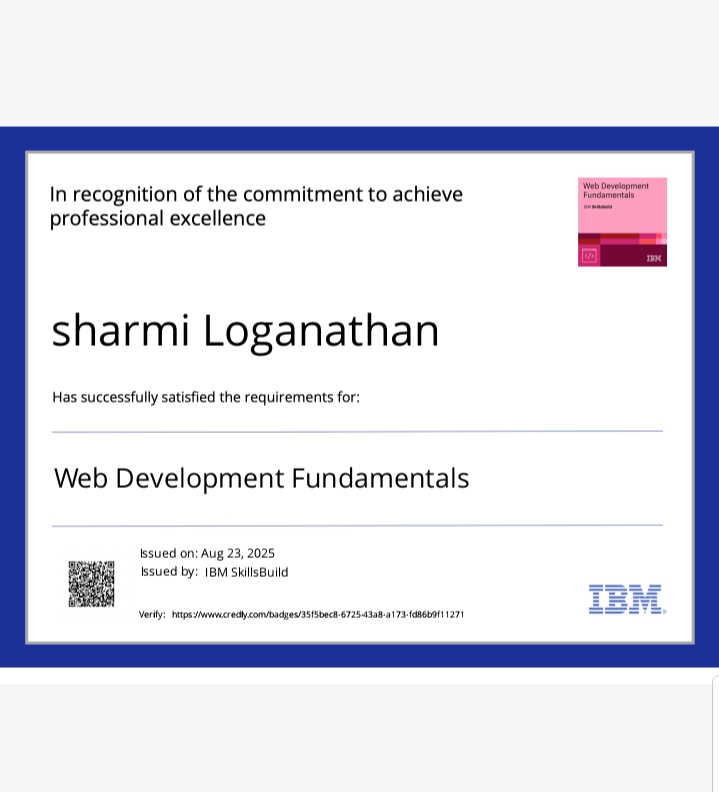 In recognition of the commitment to achieve
professional excellence
Web Development
Fundamentals
IBM SkillsBuild
</>
IBM
sharmi Loganathan
Has successfully satisfied the requirements for:
Web Development Fundamentals
Issued on: Aug 23, 2025
Issued by: IBM SkillsBuild
Verify: https://www.credly.com/badges/35f5bec8-6725-43a8-a173-fd86b9f11271
IBM